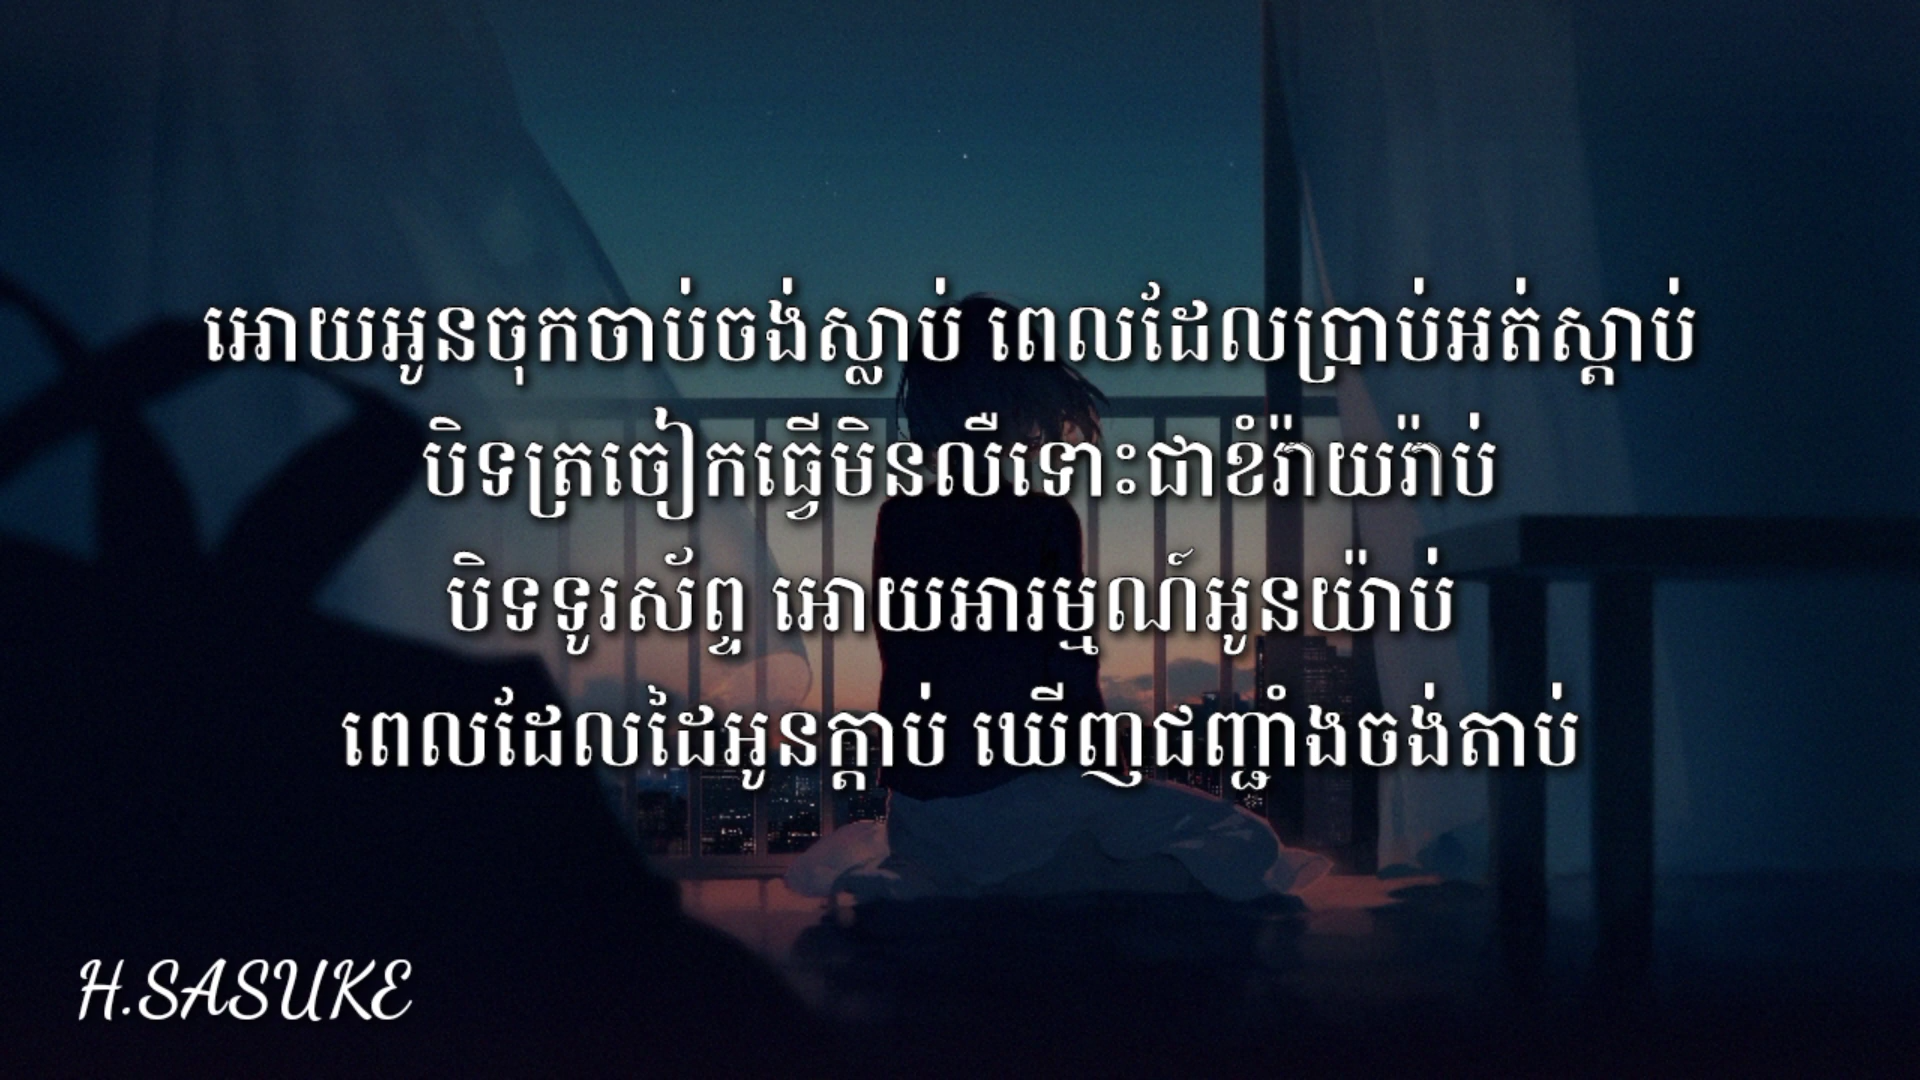 អោយអូនចុកចាប់ចង់ស្លាប់ ពេលដែលប្រាប់អត់ស្ដាប់
បិទត្រចៀកធ្វើមិនលឺទោះជាខំរ៉ាយរ៉ាប់
បិទទូរស័ព្ទ អោយអារម្មណ៍អូនយ៉ាប់
ពេលដែលដៃអូនក្ដាប់ ឃើញជញ្ជាំងចង់តាប់
H.SASUKE